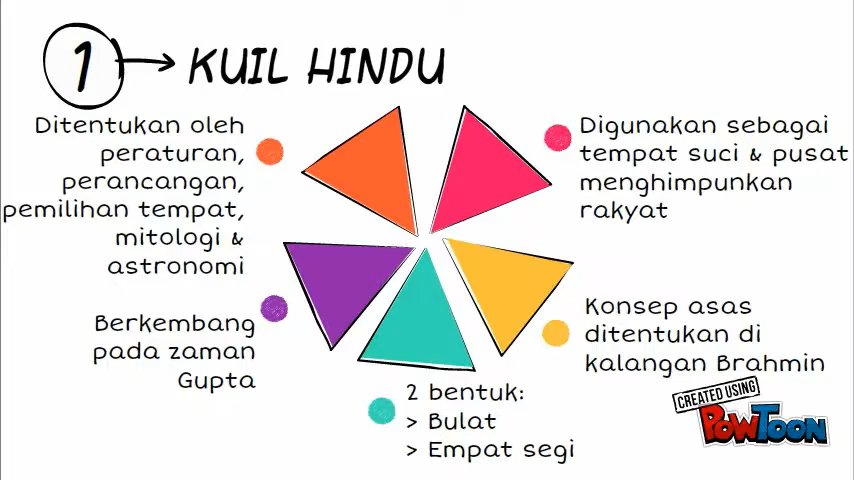 1
KUIL HINDU
Ditentukan oleh
peraturan,
perancangan,
pemilihan tempat,
mitologi &
astronomi
Digunakan sebagai
tempat suci & pusat
menghimpunkan
rakyat
Berkembang
pada zaman
Gupta
Konsep asas
ditentukan di
kalangan Brahmin
2 bentuk:
> Bulat
> Empat segi
CREATED USING
POWTOON